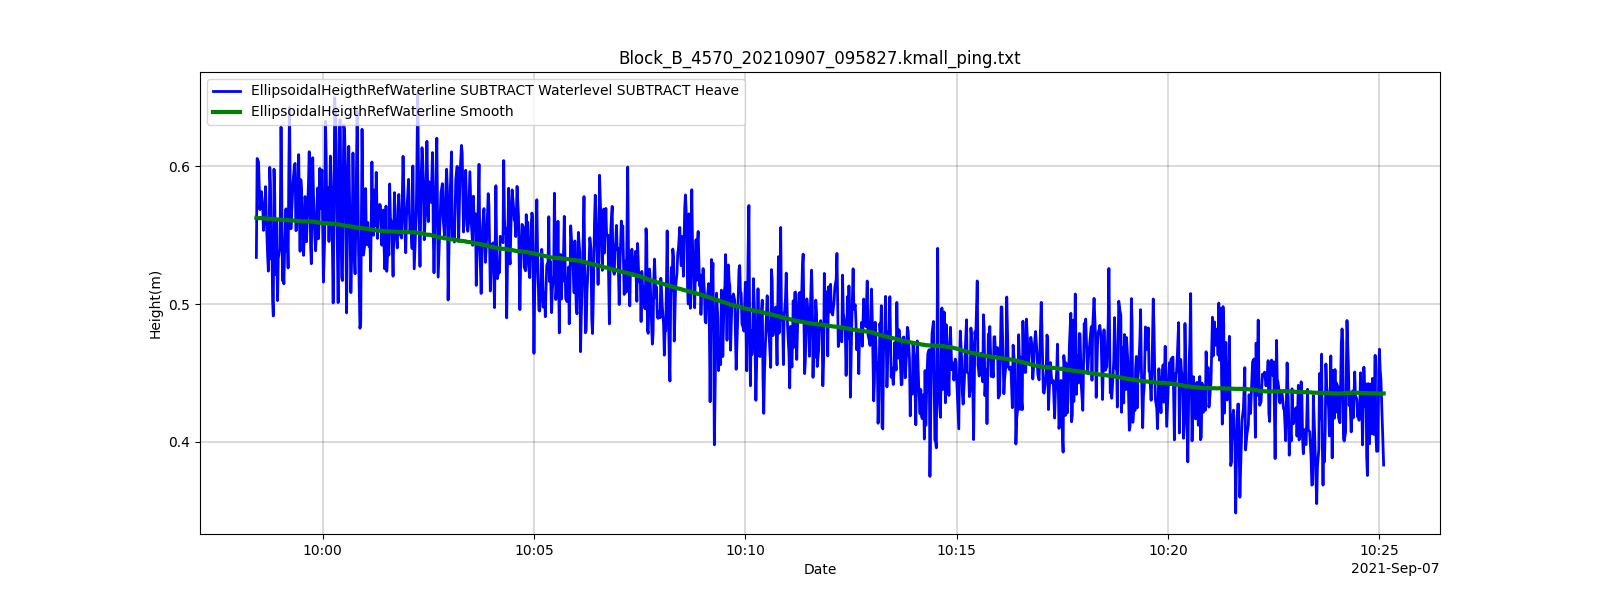 Block_B_4570_20210907_095827.kmall_ping.txt
EllipsoidalHeigthRefWaterline SUBTRACT Waterlevel SUBTRACT Heave
EllipsoidalHeigthRefWaterline Smooth
Height(m)
0.6
0.5
0.4
10:00 10:05 10:10 10:15 10:20 10:25
Date
2021-Sep-07